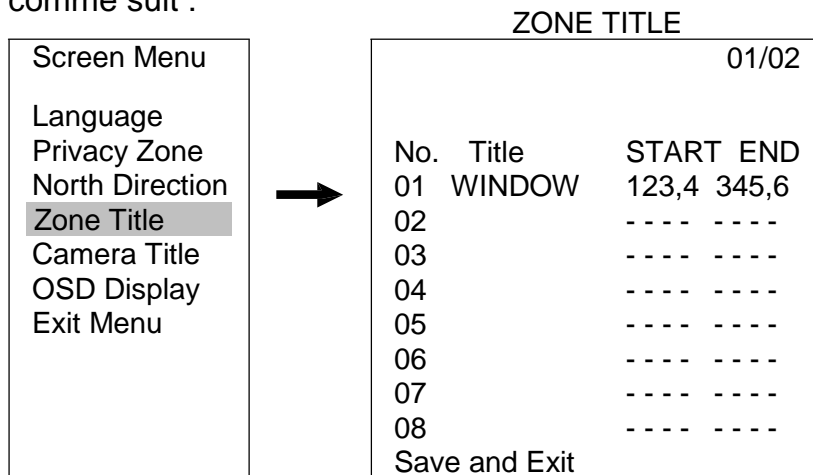 comme suit :
Screen Menu
Language
Privacy Zone
North Direction
Zone Title
Camera Title
OSD Display
Exit Menu
ZONE TITLE
01/02
No. Title START END
01 WINDOW 123,4 345,6
02 - - - - - - - -
03 - - - - - - - -
04 - - - - - - - -
05 - - - - - - - -
06 - - - - - - - -
07 - - - - - - - -
08 - - - - - - - -
Save and Exit